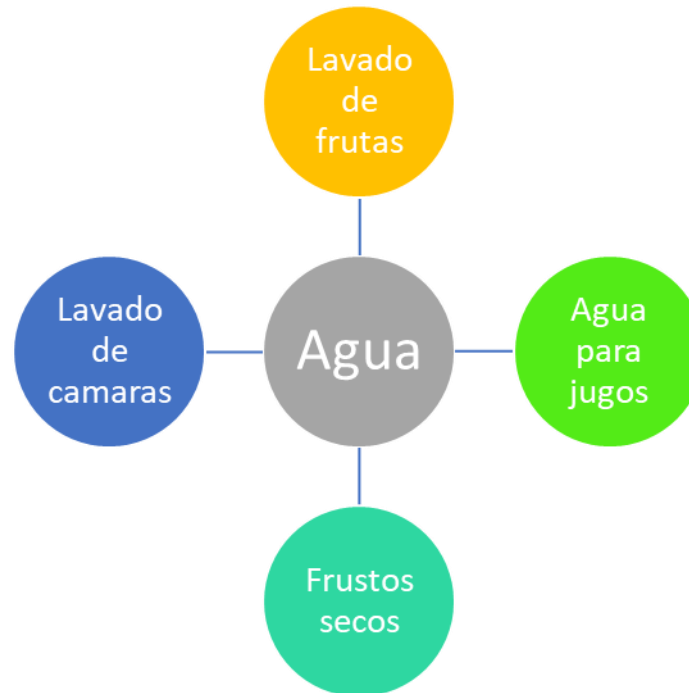 Lavado
de
frutas
Lavado
de
camaras
Agua
Agua
para
jugos
Frustos
secos